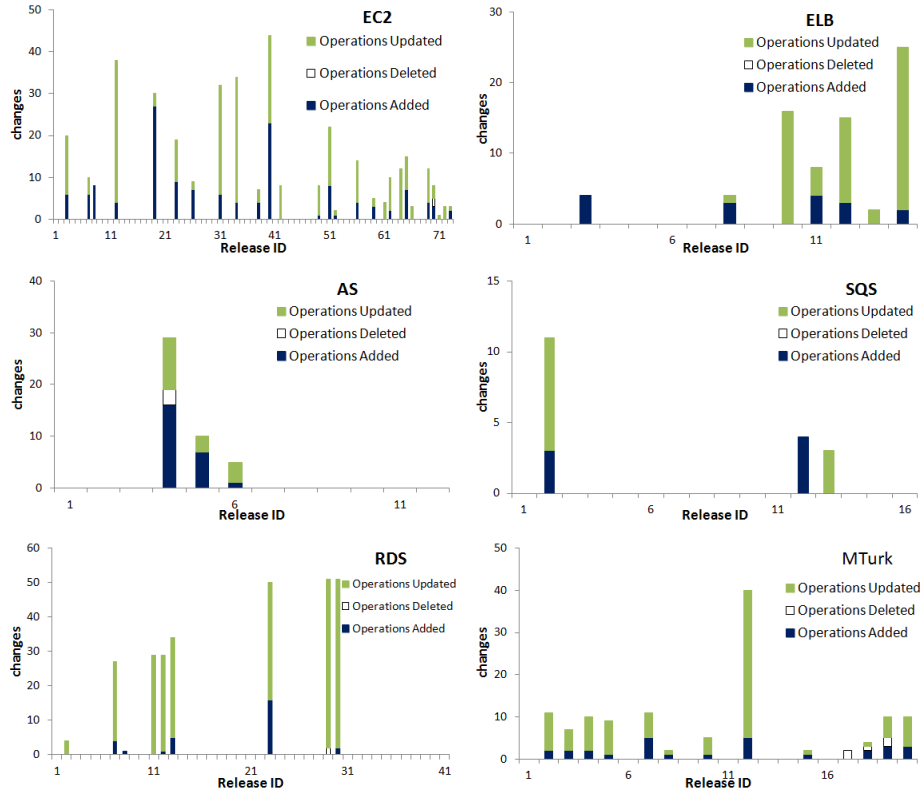 EC2
50
40
30
20
10
0
changes
Operations Updated
Operations Deleted
Operations Added
1 11 21 31 41 51 61 71
Release ID
ELB
30
20
10
0
changes
Operations Updated
Operations Deleted
Operations Added
1 6 11
Release ID
AS
40
30
20
10
0
changes
Operations Updated
Operations Deleted
Operations Added
1 6 11
Release ID
SQS
15
10
5
0
changes
Operations Updated
Operations Deleted
Operations Added
1 6 11 16
Release ID
RDS
60
50
40
30
20
10
0
changes
Operations Updated
Operations Deleted
Operations Added
1 11 21 31 41
Release ID
MTurk
50
40
30
20
10
0
changes
Operations Updated
Operations Deleted
Operations Added
1 6 11 16
Release ID